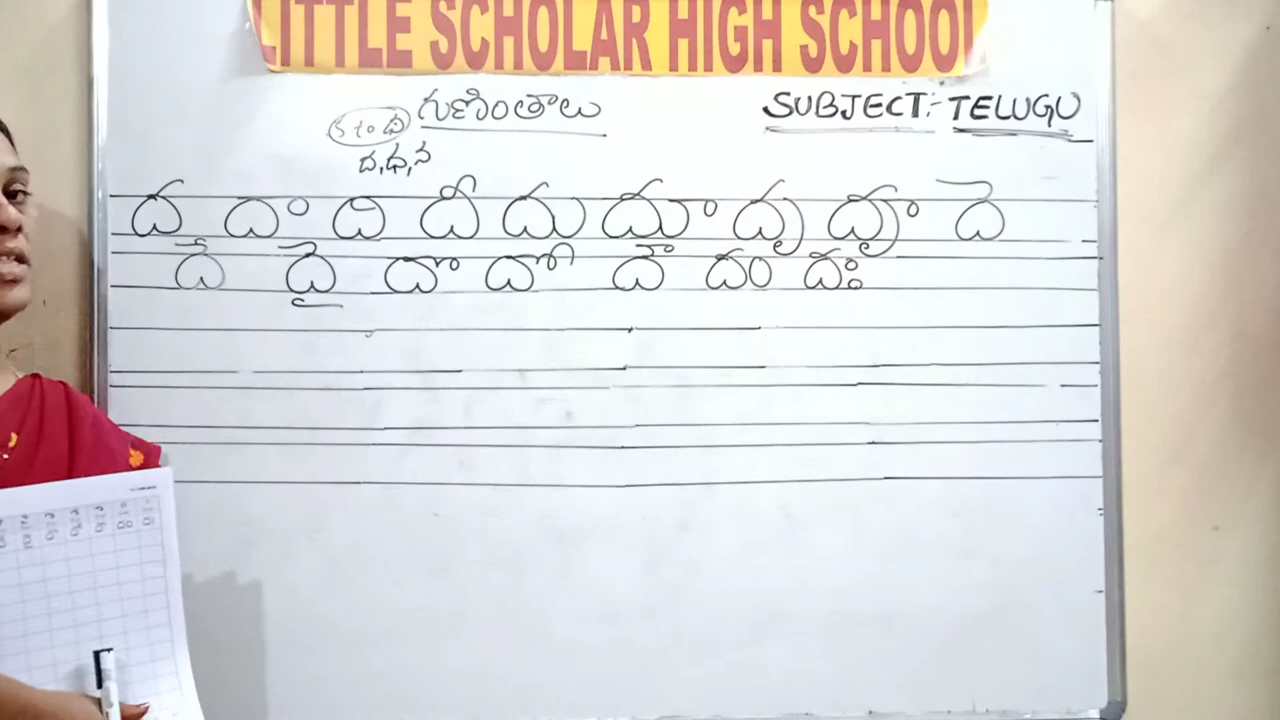 LITTLE SCHOLAR HIGH SCHOOL
గుణింతాలు
SUBJECT:- TELUGU
ద, ధ, న
ద దా ది దీ దు దూ దృ దౄ దె
దే దై దొ దో దౌ దం దః